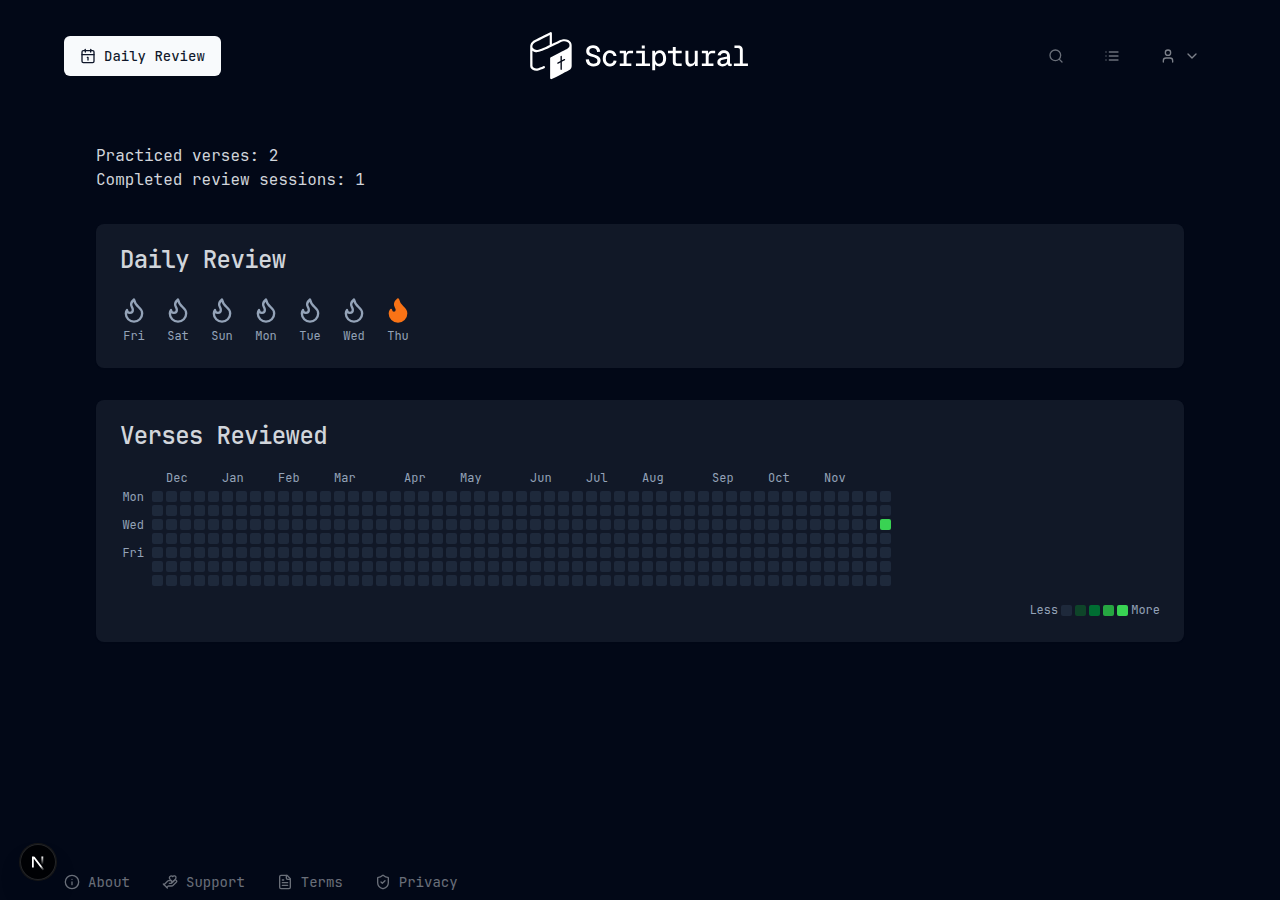 Daily Review
Scriptural
Practiced verses: 2
Completed review sessions: 1
Daily Review
Fri Sat Sun Mon Tue Wed Thu
Verses Reviewed
Dec Jan Feb Mar Apr May Jun Jul Aug Sep Oct Nov
Mon
Wed
Fri
Less More
N
About Support Terms Privacy